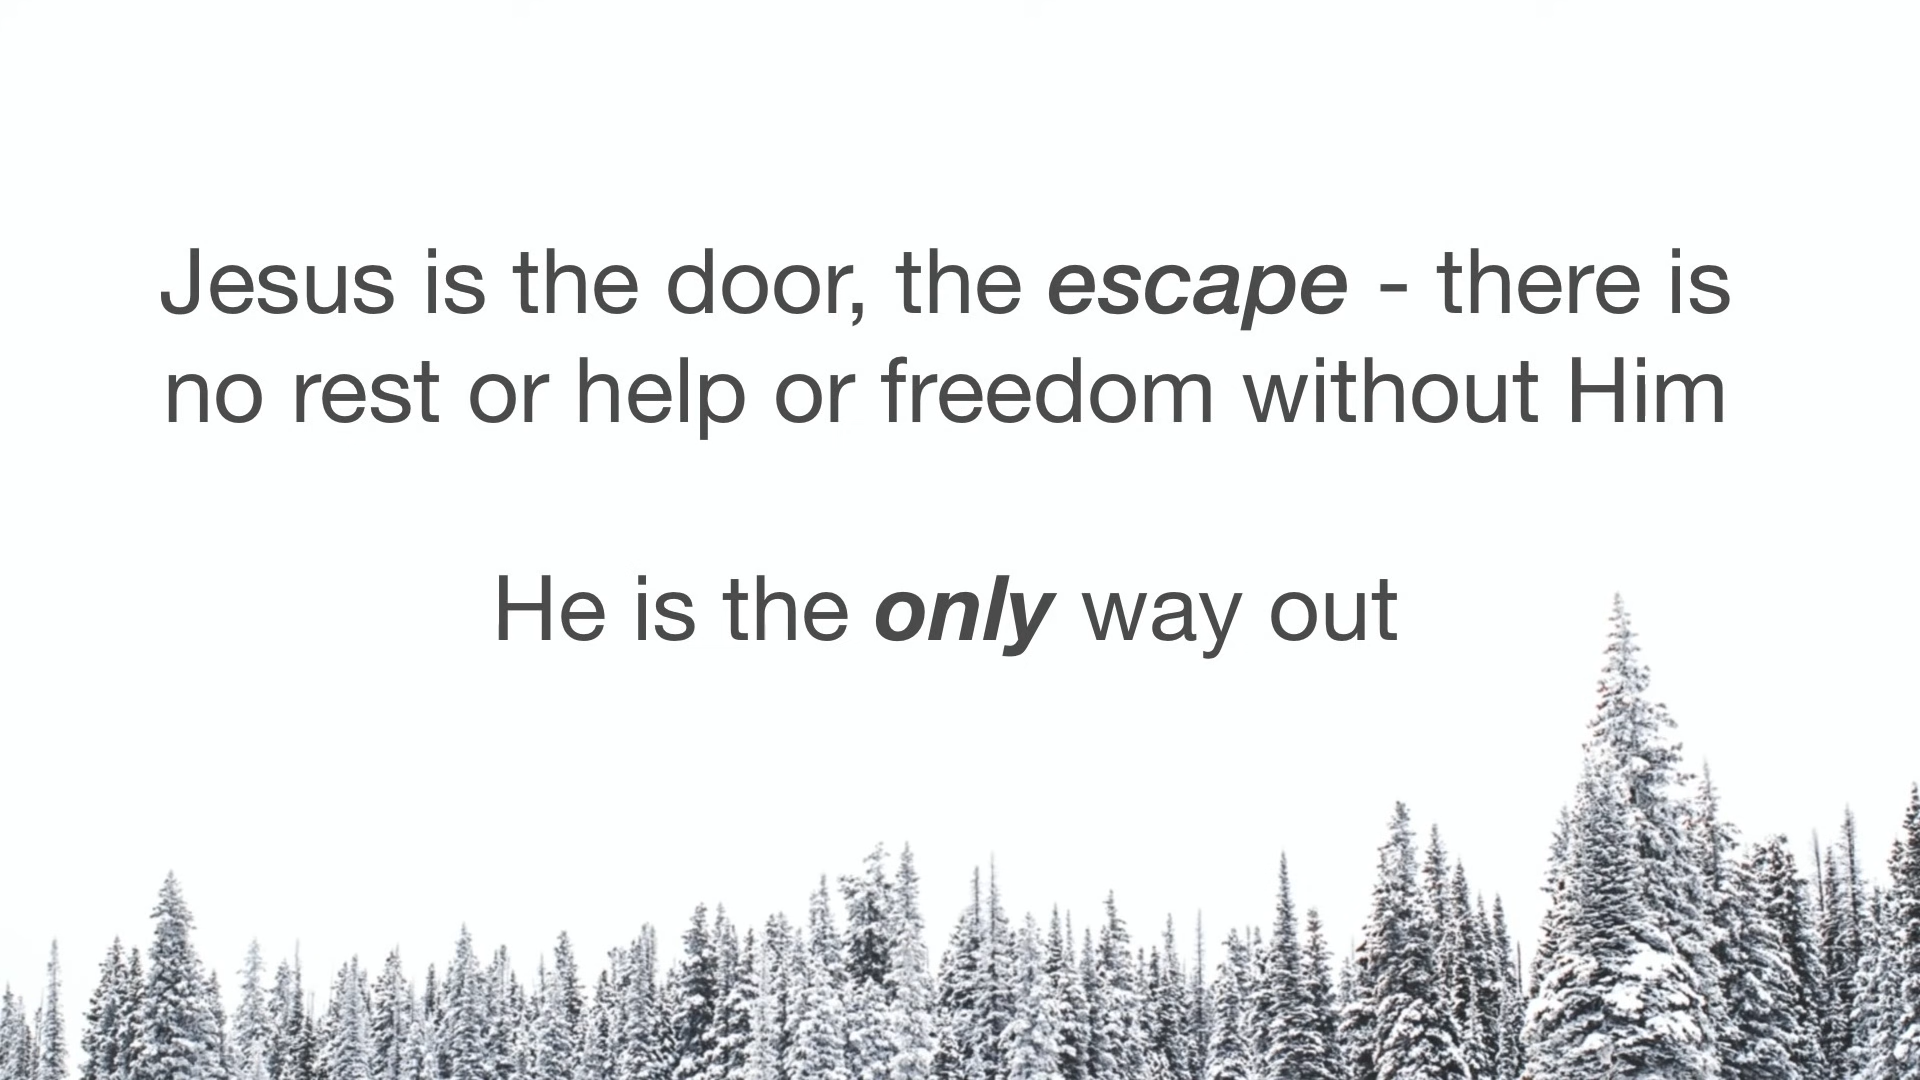 Jesus is the door, the escape - there is
no rest or help or freedom without Him
He is the only way out